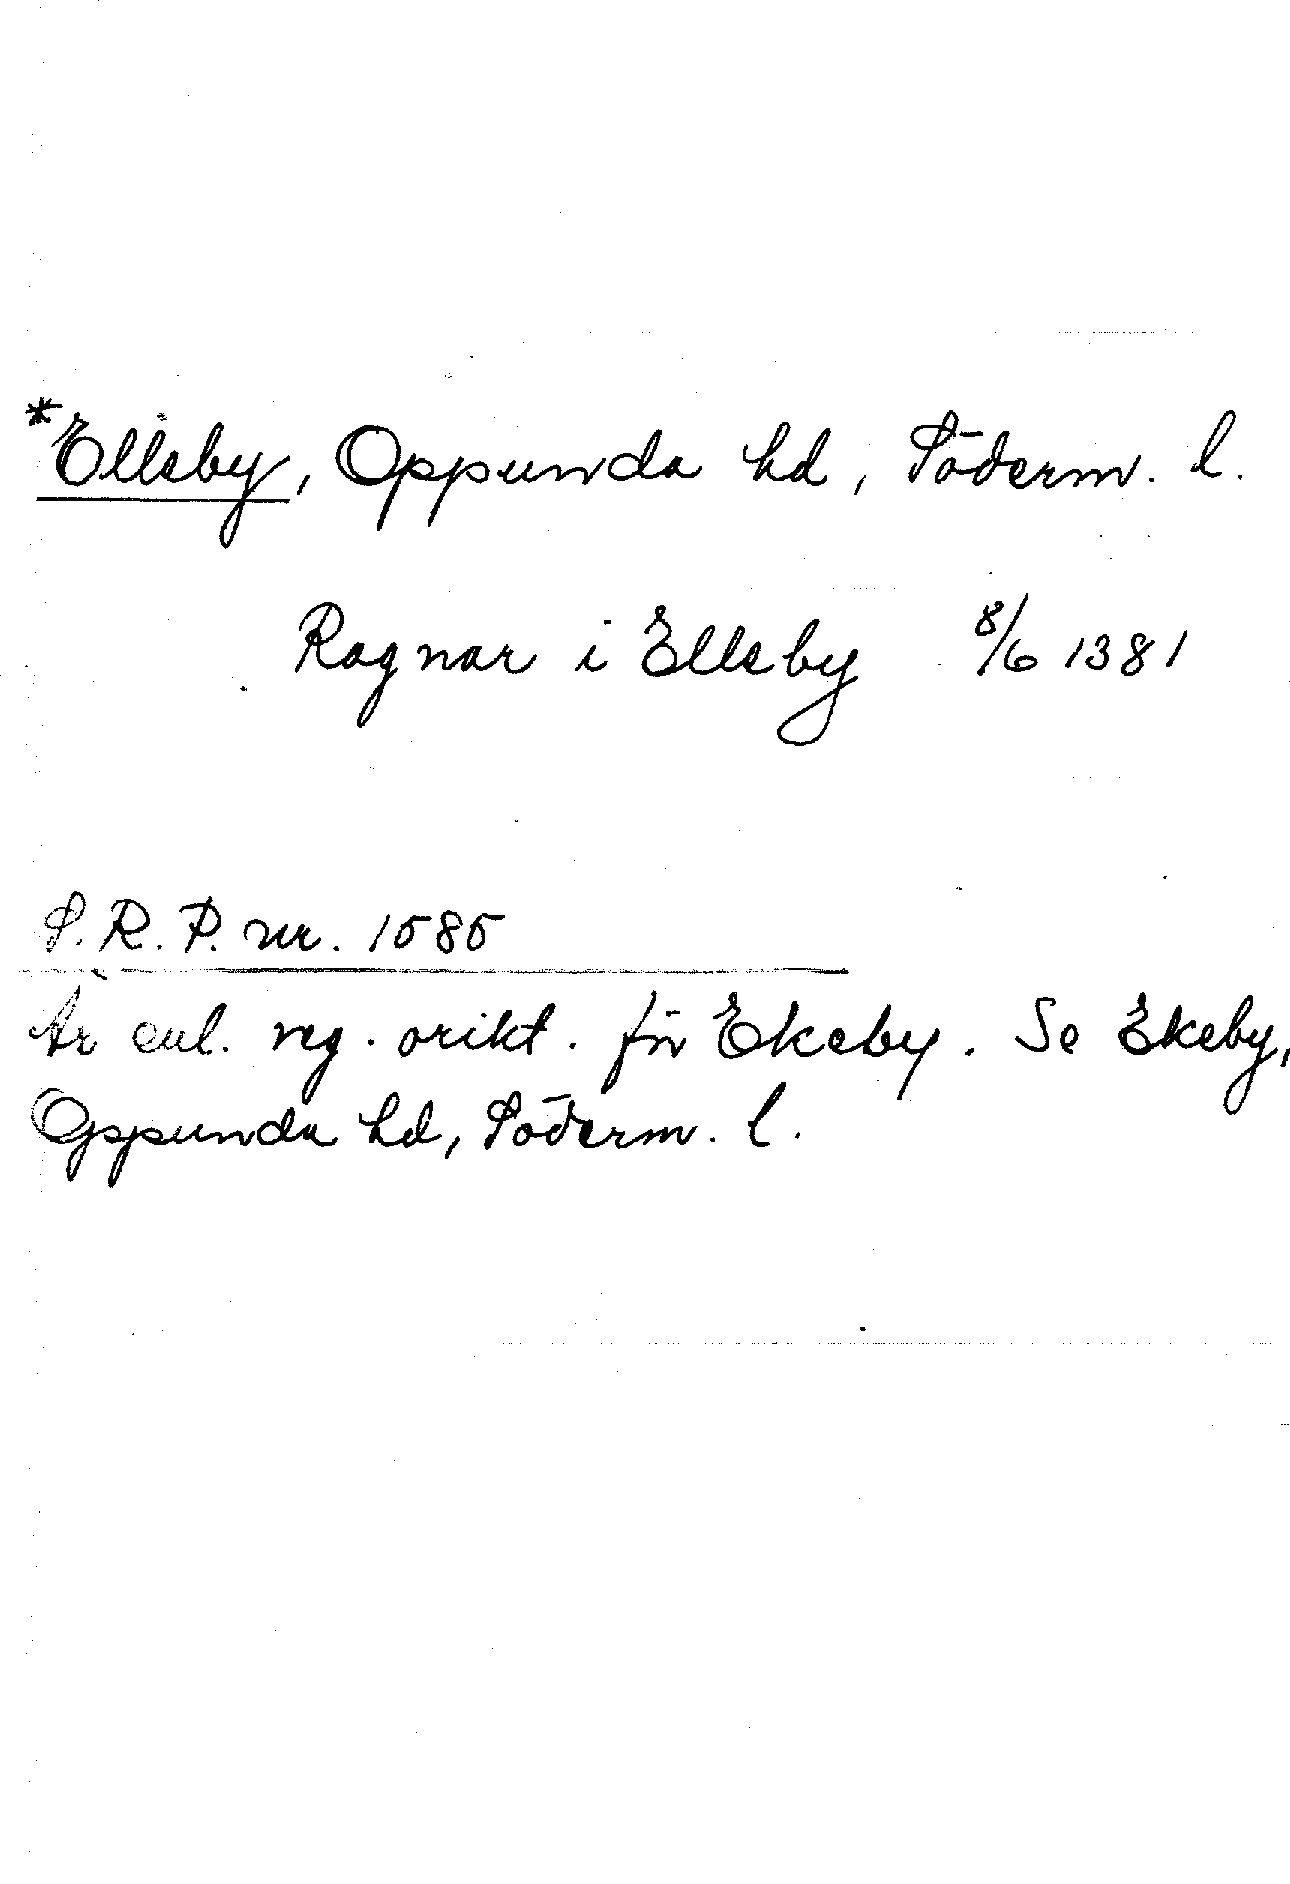 *Elleby, Oppunda hd, Söderm. l.
Ragnar i Elleby 8/6 1381
S.R.P. nr. 1585
Är enl. reg. orikt. för Ekeby. Se Ekeby,
Oppunda hd, Söderm. l.